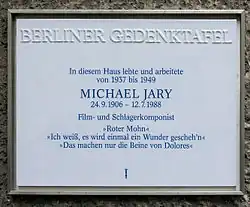 BERLINER GEDENKTAFEL
In diesem Haus lebte und arbeitete
von 1937 bis 1949
MICHAEL JARY
24. 9. 1906 – 12. 7. 1988
Film- und Schlagerkomponist
»Roter Mohn«
»Ich weiß, es wird einmal ein Wunder gescheh'n«
»Das machen nur die Beine von Dolores«